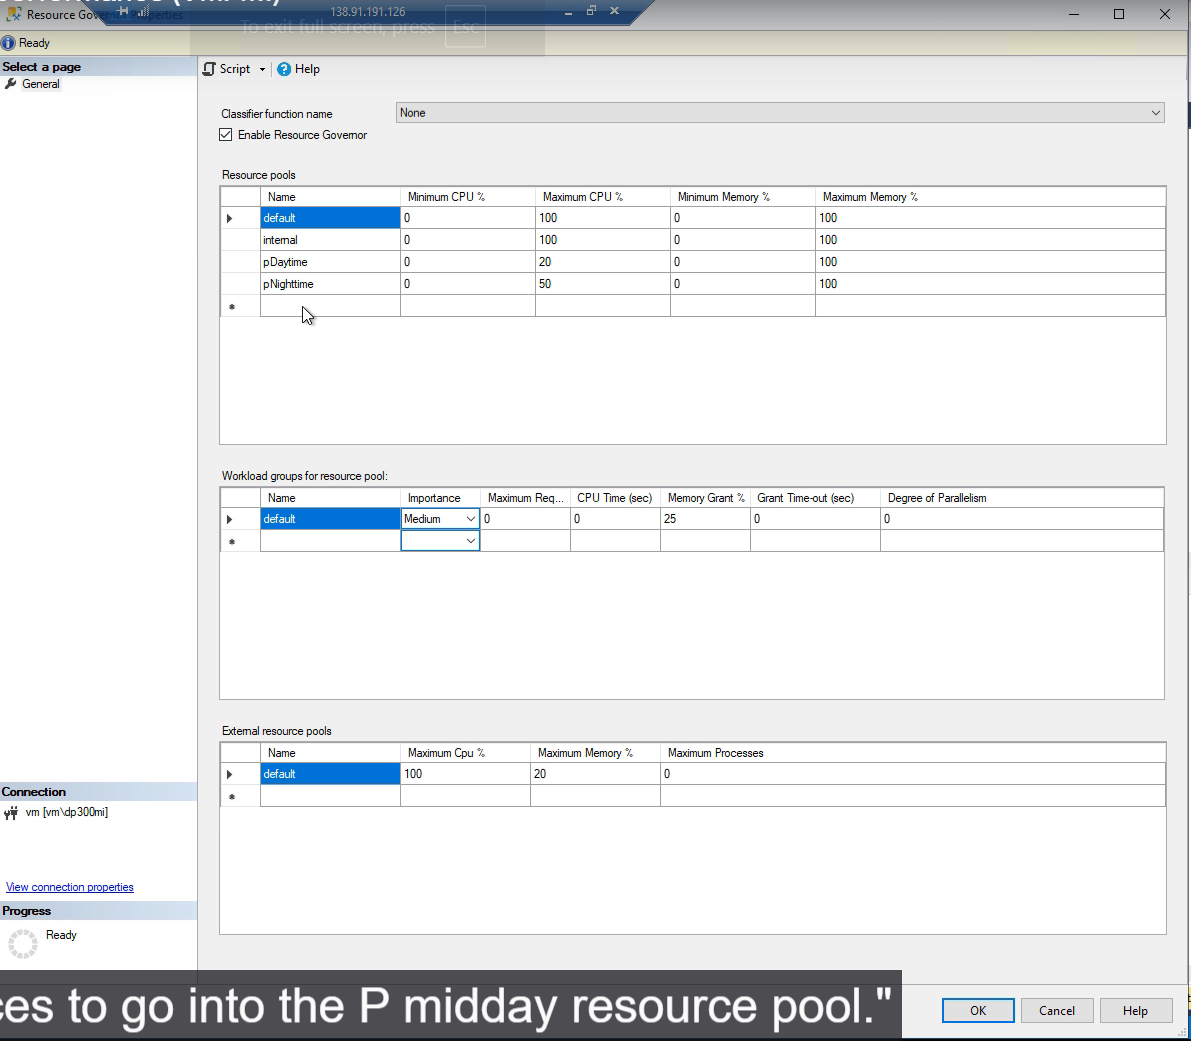 Resource Gover
138.91.191.126
To exit full screen, press Esc
Ready
Select a page
General
Script
Help
Classifier function name
None
Enable Resource Governor
Resource pools
Name Minimum CPU % Maximum CPU % Minimum Memory % Maximum Memory %
default 0 100 0 100
internal 0 100 0 100
pDaytime 0 20 0 100
pNighttime 0 50 0 100
*
Workload groups for resource pool:
Name Importance Maximum Req... CPU Time (sec) Memory Grant % Grant Time-out (sec) Degree of Parallelism
default Medium 0 0 25 0 0
*
External resource pools
Name Maximum Cpu % Maximum Memory % Maximum Processes
default 100 20 0
*
Connection
vm [vm\dp300mi]
View connection properties
Progress
Ready
ces to go into the P midday resource pool."
OK Cancel Help